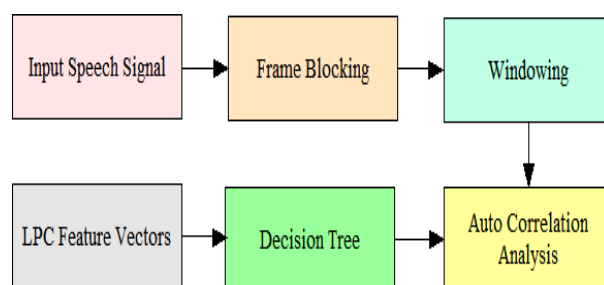 Input Speech Signal
Frame Blocking
Windowing
LPC Feature Vectors
Decision Tree
Auto Correlation
Analysis